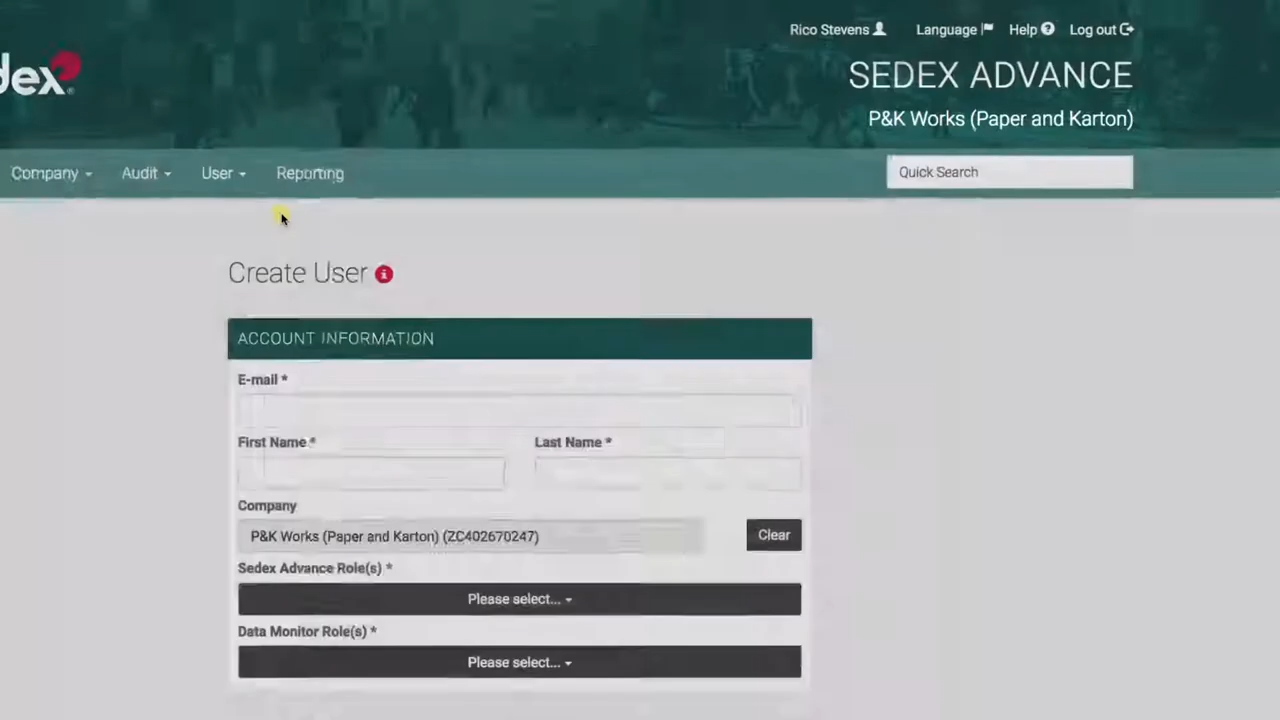 Rico Stevens Language Help Log out
dex
SEDEX ADVANCE
P&K Works (Paper and Karton)
Company Audit User Reporting Quick Search
Create User
ACCOUNT INFORMATION
E-mail *
First Name * Last Name *
Company
P&K Works (Paper and Karton) (ZC402670247) Clear
Sedex Advance Role(s) *
Please select...
Data Monitor Role(s) *
Please select...